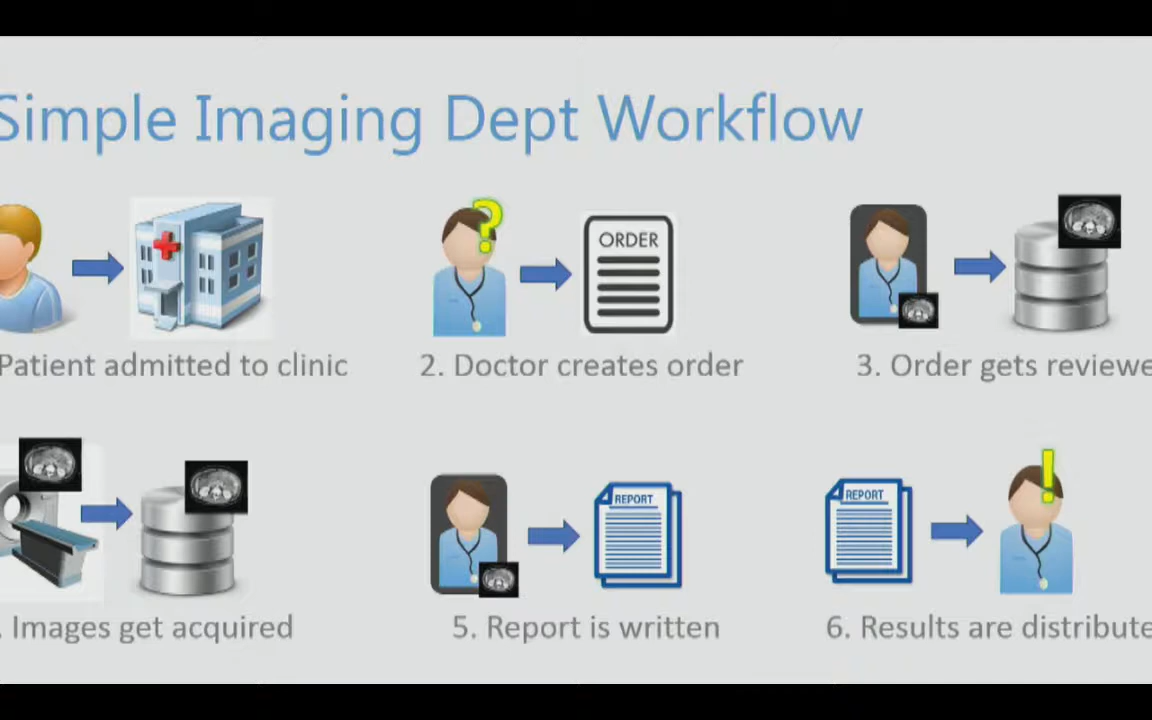 Simple Imaging Dept Workflow
ORDER
Patient admitted to clinic
2. Doctor creates order
3. Order gets reviewe
REPORT
REPORT
. Images get acquired
5. Report is written
6. Results are distribute